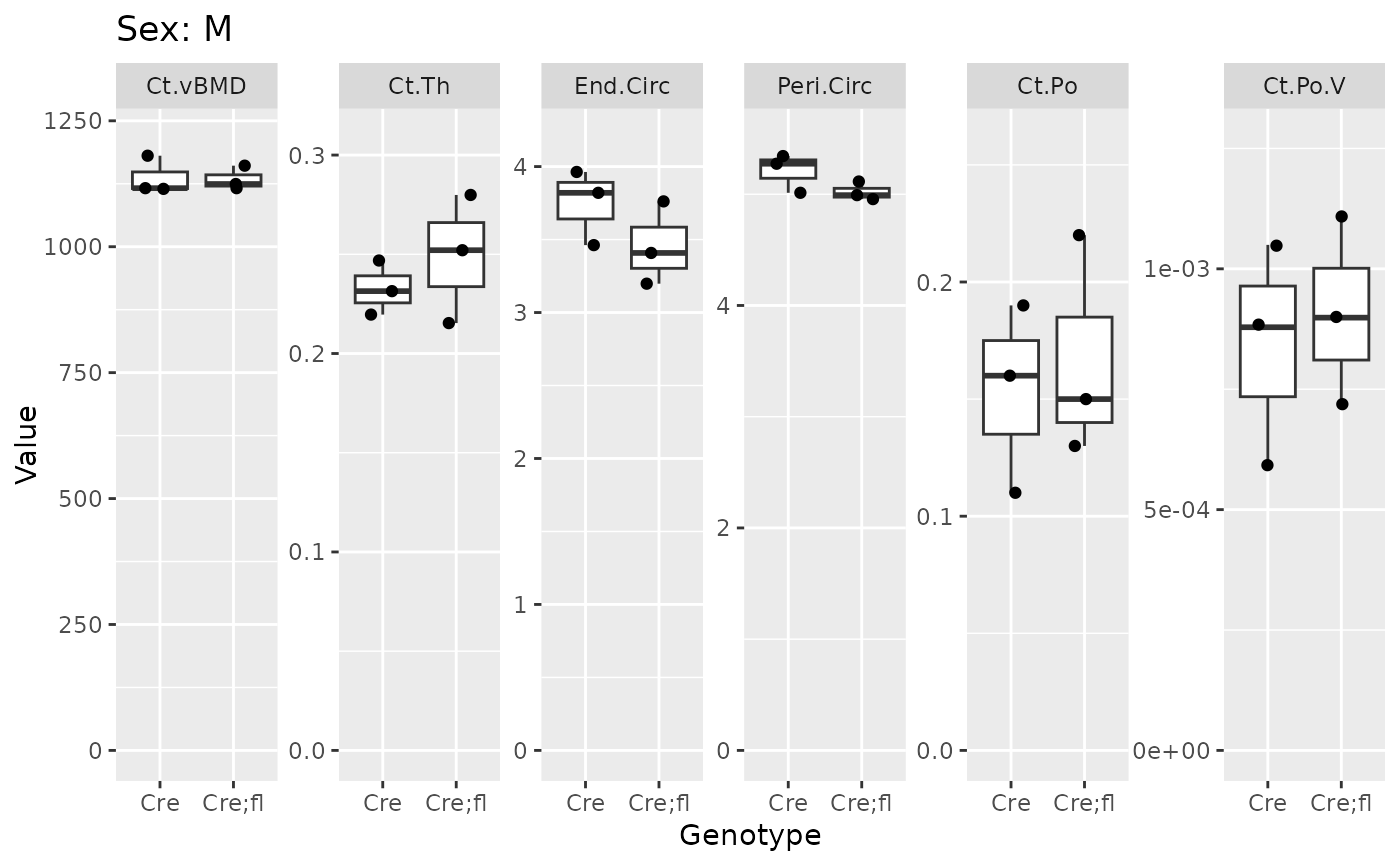 Sex: M
Ct.vBMD Ct.Th End.Circ Peri.Circ Ct.Po Ct.Po.V
Value
1250
1000
750
500
250
0
0.3
0.2
0.1
0.0
4
3
2
1
0
4
2
0
0.2
0.1
0.0
1e-03
5e-04
0e+00
Cre Cre;fl Cre Cre;fl Cre Cre;fl Cre Cre;fl Cre Cre;fl Cre Cre;fl
Genotype